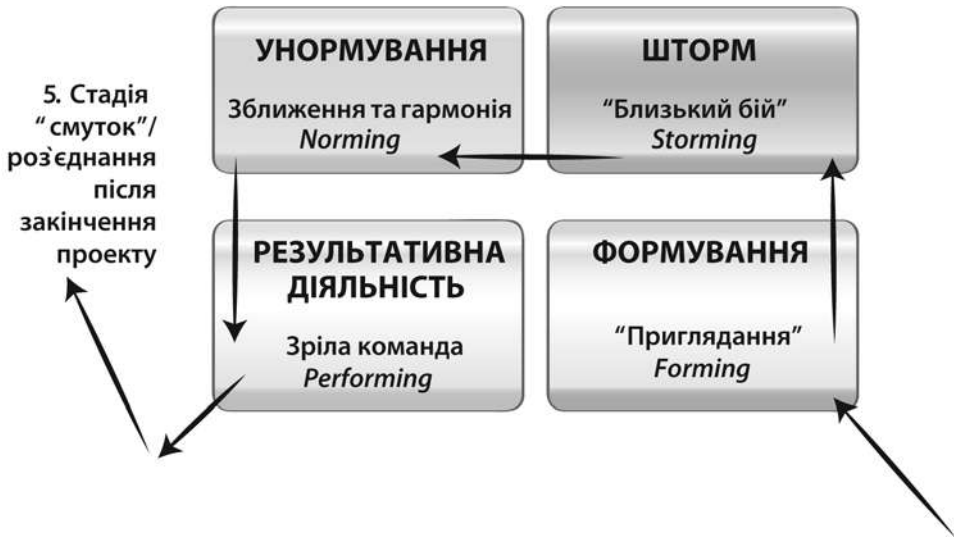 УНОРМУВАННЯ
Зближення та гармонія
Norming
ШТОРМ
“Близький бій”
Storming
5. Стадія
“смуток”/
роз`єднання
після
закінчення
проекту
РЕЗУЛЬТАТИВНА
ДІЯЛЬНІСТЬ
Зріла команда
Performing
ФОРМУВАННЯ
“Приглядання”
Forming